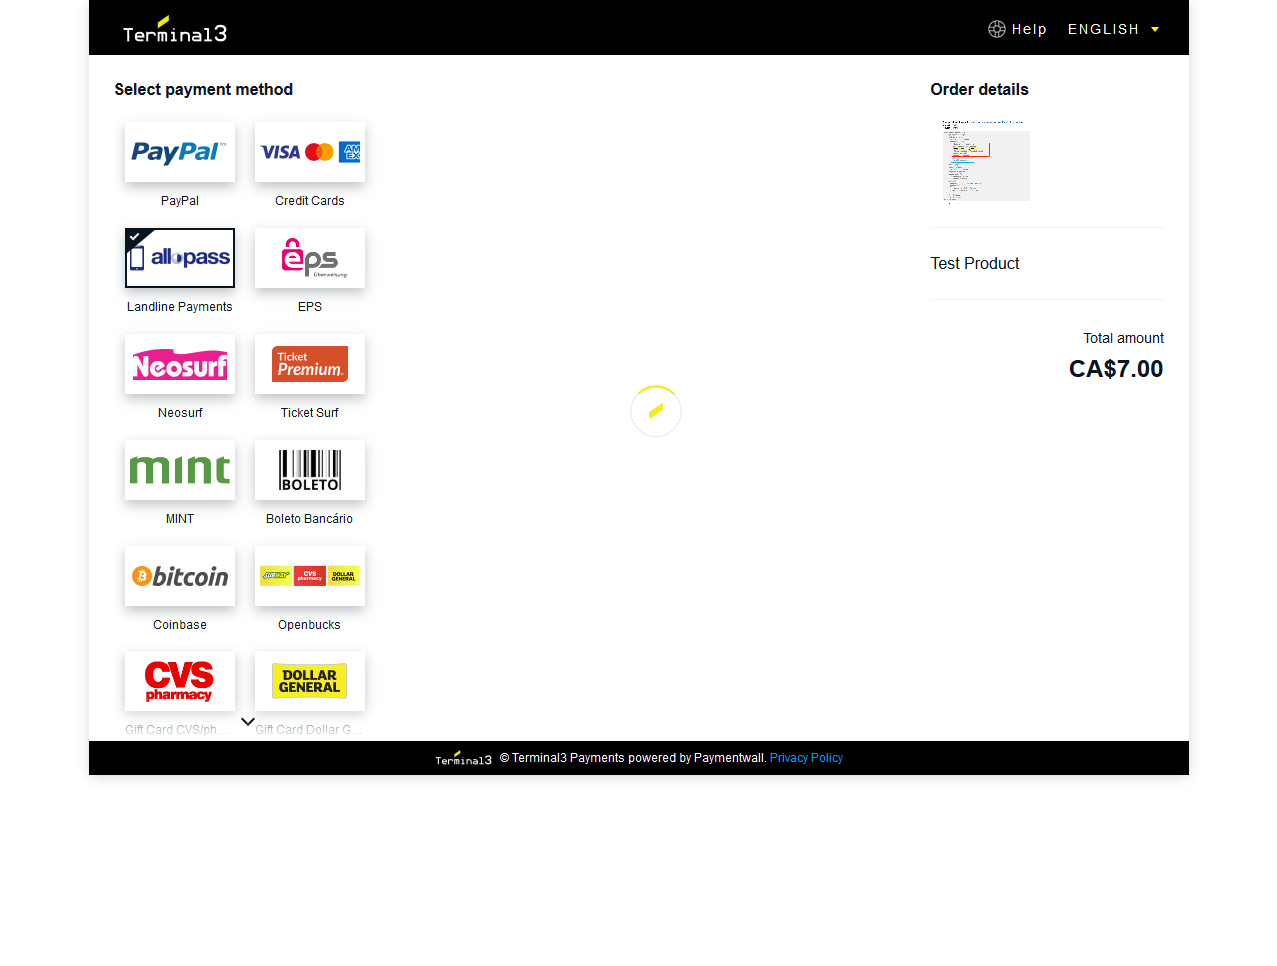 Terminal3
Help
ENGLISH
Select payment method
Order details
PayPal
VISA
AM
EX
PayPal
Credit Cards
allopass
eps
Überweisung
Test Product
Landline Payments
EPS
Neosurf
Ticket
Premium
Total amount
CA$7.00
Neosurf
Ticket Surf
mint
BOLETO
MINT
Boleto Bancário
bitcoin
SUBWAY
CVS
pharmacy
DOLLAR
GENERAL
Coinbase
Openbucks
CVS
pharmacy
DOLLAR
GENERAL
Gift Card CVS/ph...
Gift Card Dollar G...
Terminal3 © Terminal3 Payments powered by Paymentwall. Privacy Policy